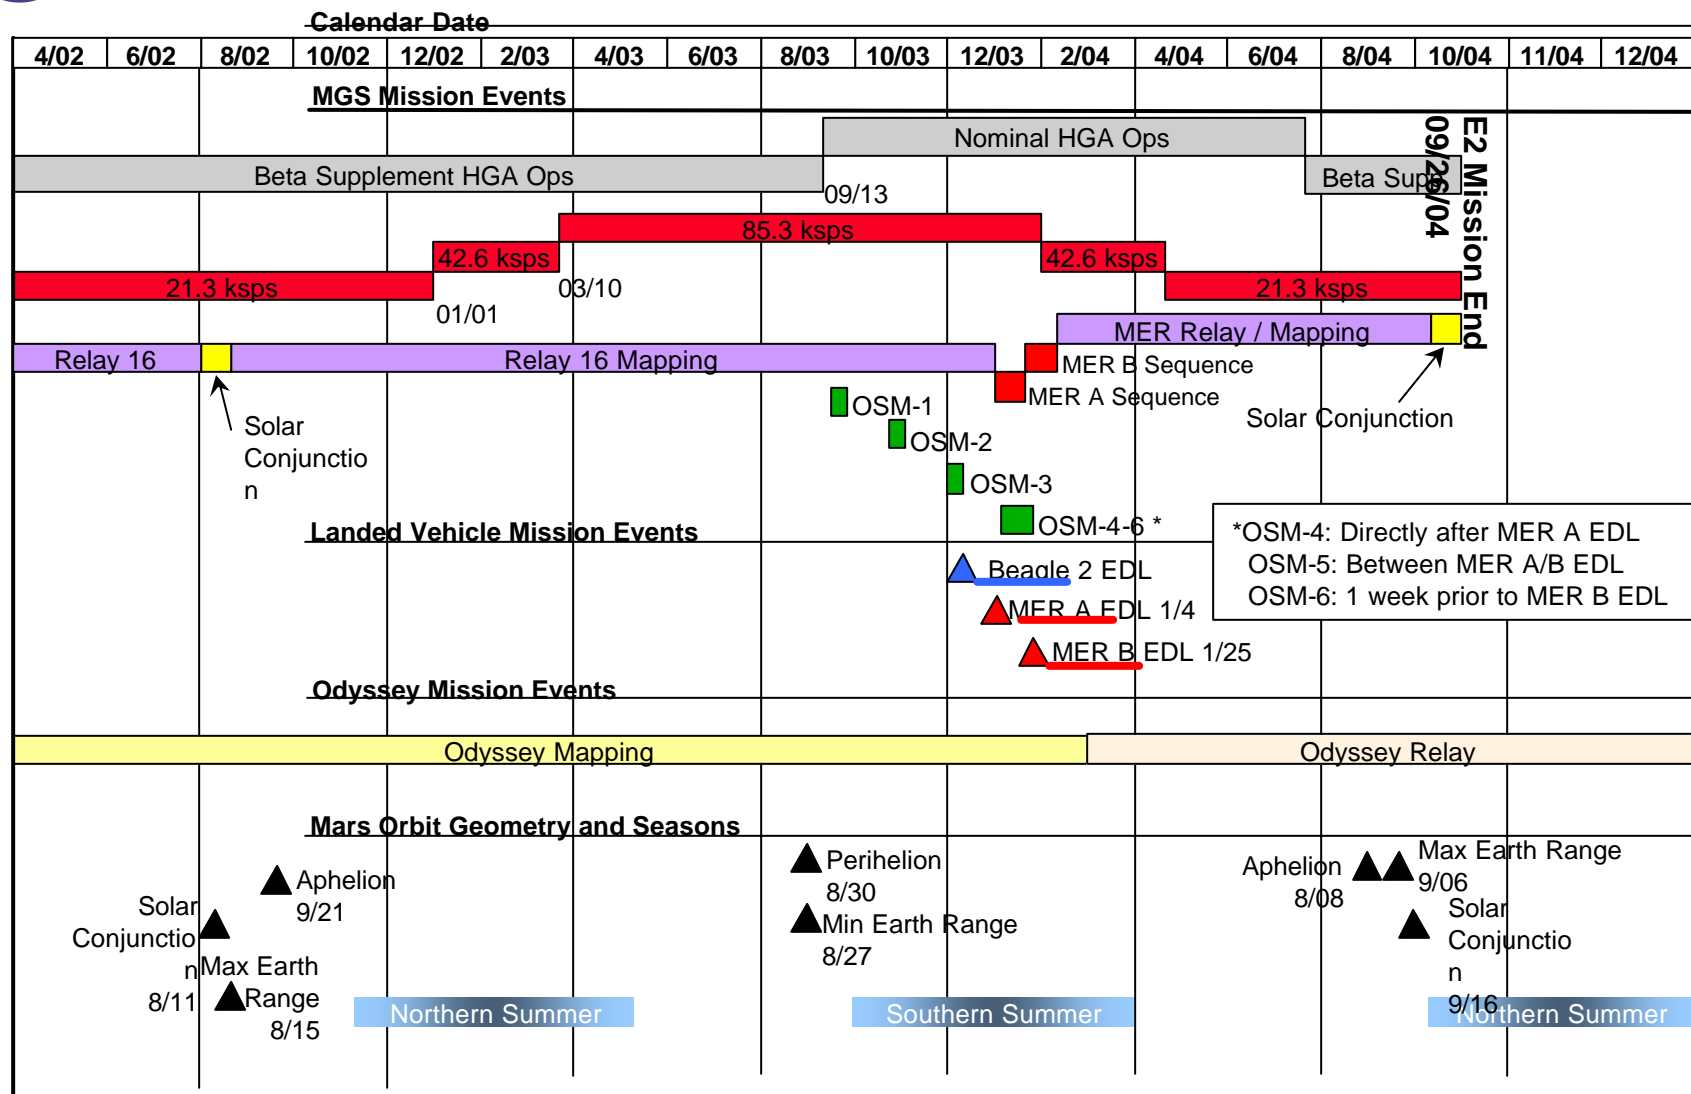 Calendar Date
4/02 6/02 8/02 10/02 12/02 2/03 4/03 6/03 8/03 10/03 12/03 2/04 4/04 6/04 8/04 10/04 11/04 12/04
MGS Mission Events
Nominal HGA Ops
Beta Supplement HGA Ops
Beta Supp
09/13
E2 Mission End
09/26/04
85.3 ksps
42.6 ksps
42.6 ksps
21.3 ksps
03/10
21.3 ksps
01/01
MER Relay / Mapping
Relay 16
Relay 16 Mapping
MER B Sequence
MER A Sequence
OSM-1
Solar Conjunction
Solar
Conjunctio
n
OSM-2
OSM-3
OSM-4-6 *
*OSM-4: Directly after MER A EDL
OSM-5: Between MER A/B EDL
OSM-6: 1 week prior to MER B EDL
Landed Vehicle Mission Events
Beagle 2 EDL
MER A EDL 1/4
MER B EDL 1/25
Odyssey Mission Events
Odyssey Mapping
Odyssey Relay
Mars Orbit Geometry and Seasons
Solar
Conjunctio
n
8/11
Aphelion
9/21
Max Earth
Range
8/15
Perihelion
8/30
Min Earth Range
8/27
Aphelion
8/08
Max Earth Range
9/06
Solar
Conjunctio
n
9/16
Northern Summer
Southern Summer
Northern Summer